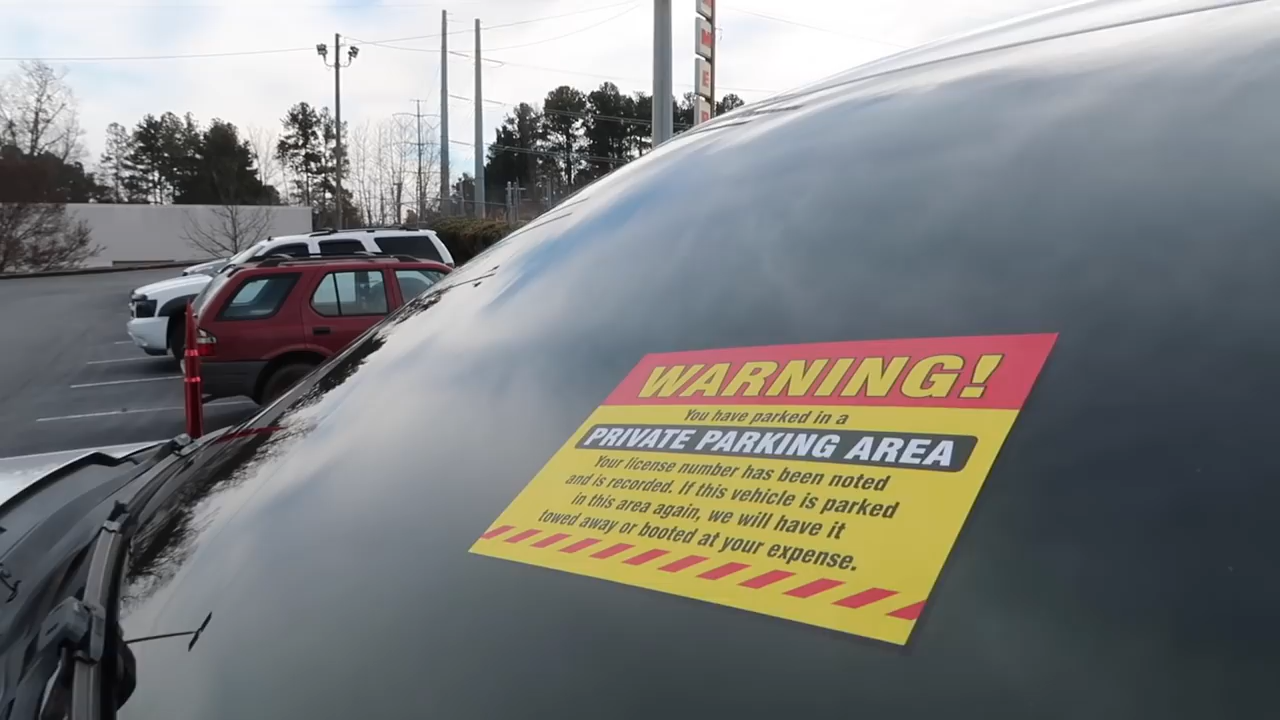 WARNING!
You have parked in a
PRIVATE PARKING AREA
Your license number has been noted
and is recorded. If this vehicle is parked
in this area again, we will have it
towed away or booted at your expense.
M
E